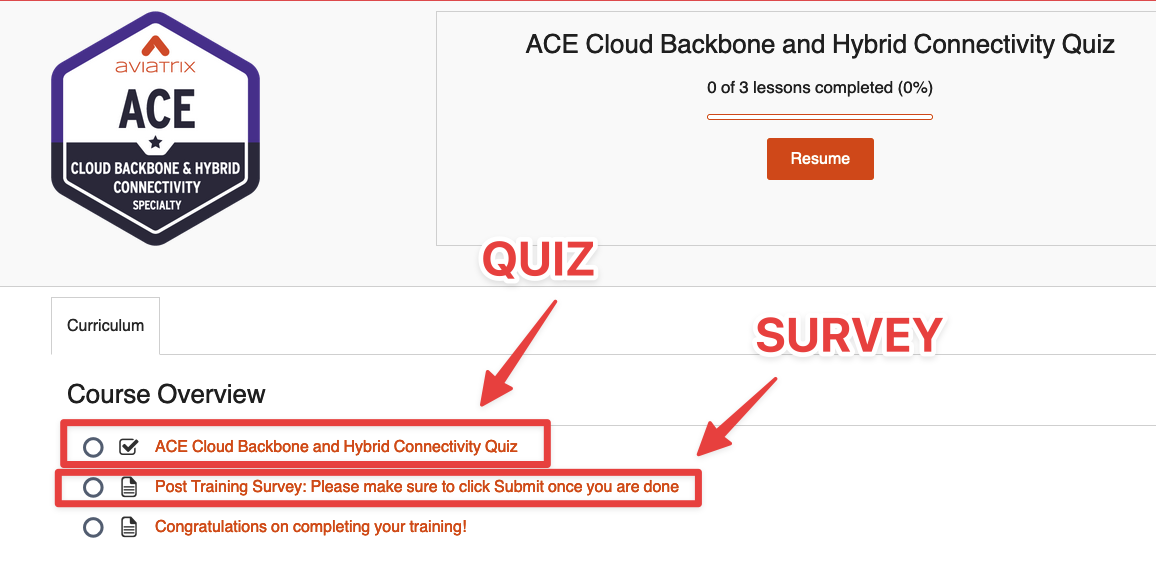 aviatrix
ACE
CLOUD BACKBONE & HYBRID
CONNECTIVITY
SPECIALTY
ACE Cloud Backbone and Hybrid Connectivity Quiz
0 of 3 lessons completed (0%)
Resume
QUIZ
SURVEY
Curriculum
Course Overview
ACE Cloud Backbone and Hybrid Connectivity Quiz
Post Training Survey: Please make sure to click Submit once you are done
Congratulations on completing your training!